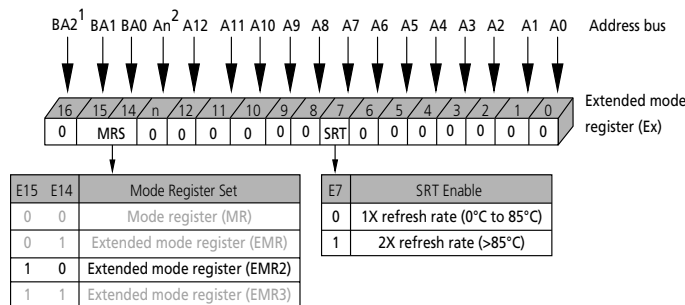 BA2¹ BA1 BA0 An² A12 A11 A10 A9 A8 A7 A6 A5 A4 A3 A2 A1 A0 Address bus
16 15 14 n 12 11 10 9 8 7 6 5 4 3 2 1 0 Extended mode
register (Ex)
0 MRS 0 0 0 0 0 0 SRT 0 0 0 0 0 0 0
E15 E14 Mode Register Set
0 0 Mode register (MR)
0 1 Extended mode register (EMR)
1 0 Extended mode register (EMR2)
1 1 Extended mode register (EMR3)
E7 SRT Enable
0 1X refresh rate (0°C to 85°C)
1 2X refresh rate (>85°C)